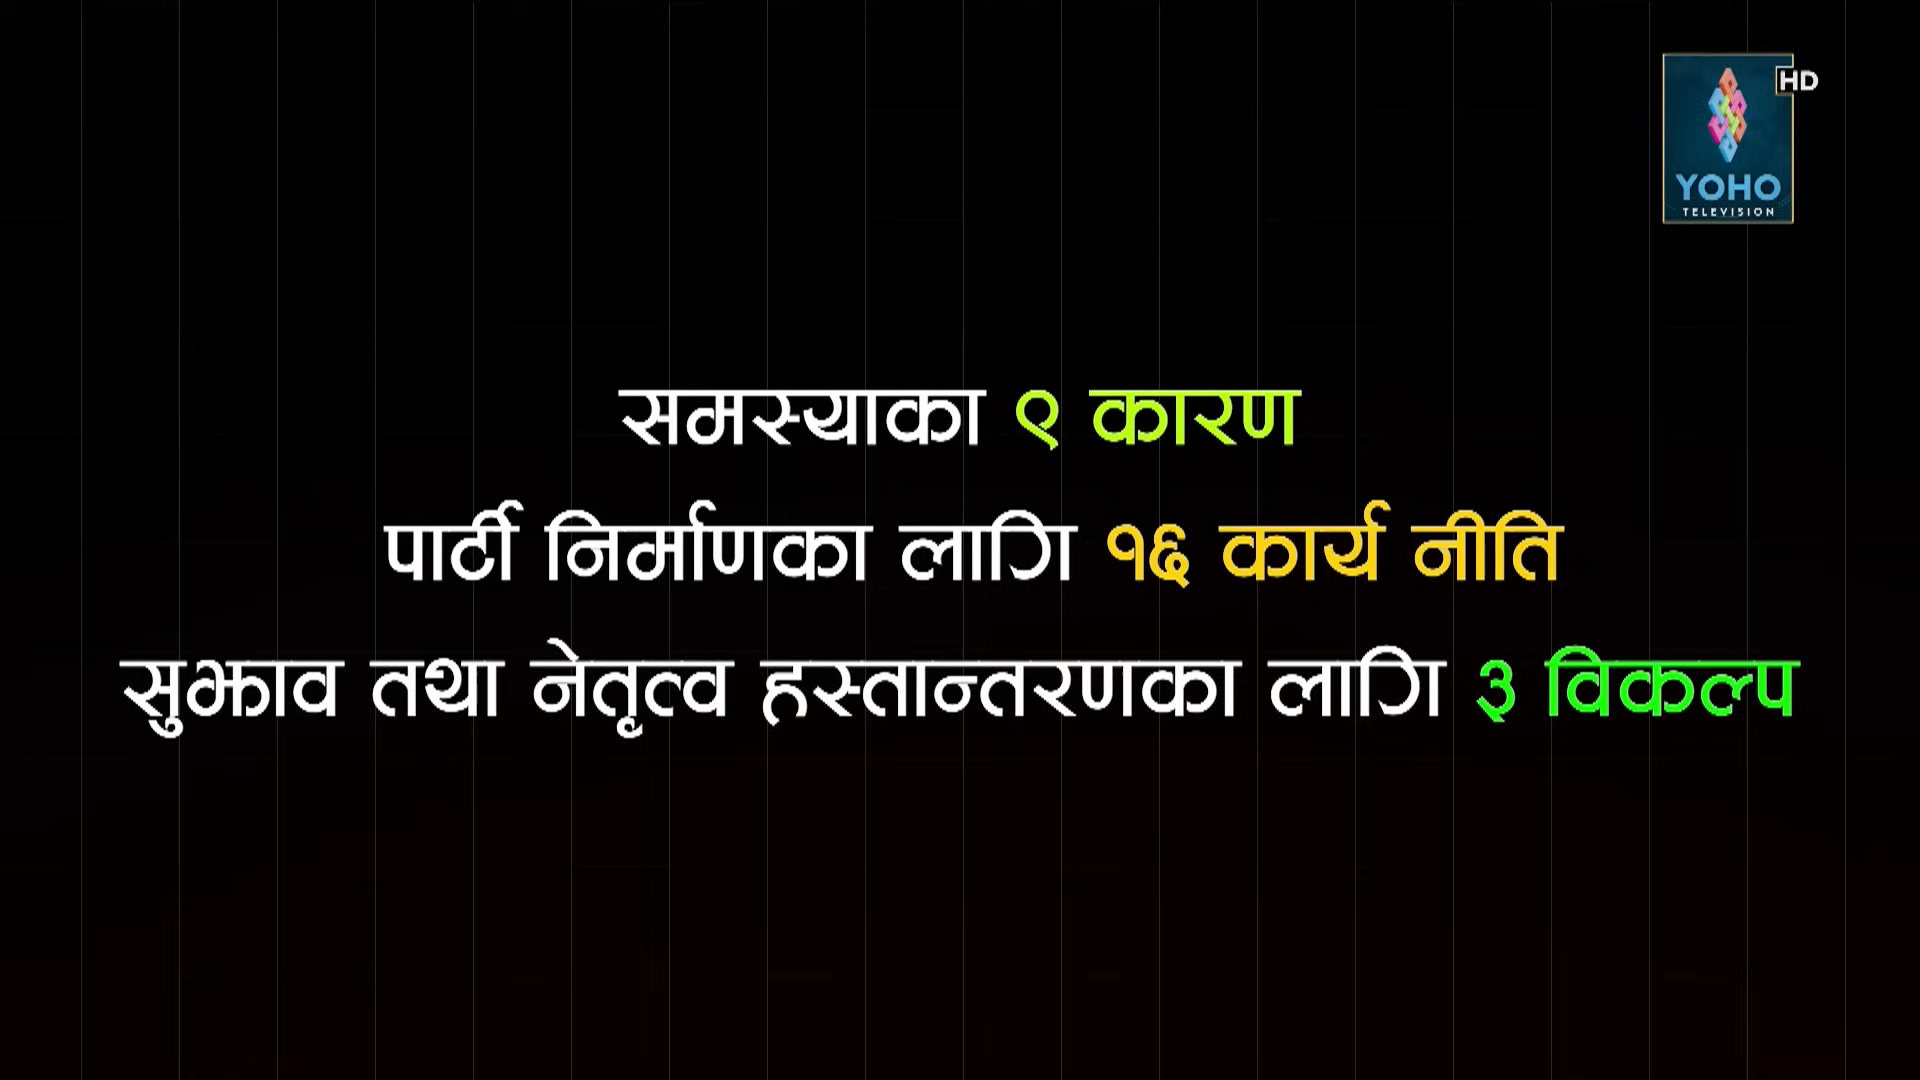 HD
YOHO
TELEVISION
समस्याका ९ कारण
पार्टी निर्माणका लागि १६ कार्य नीति
सुझाव तथा नेतृत्व हस्तान्तरणका लागि ३ विकल्प